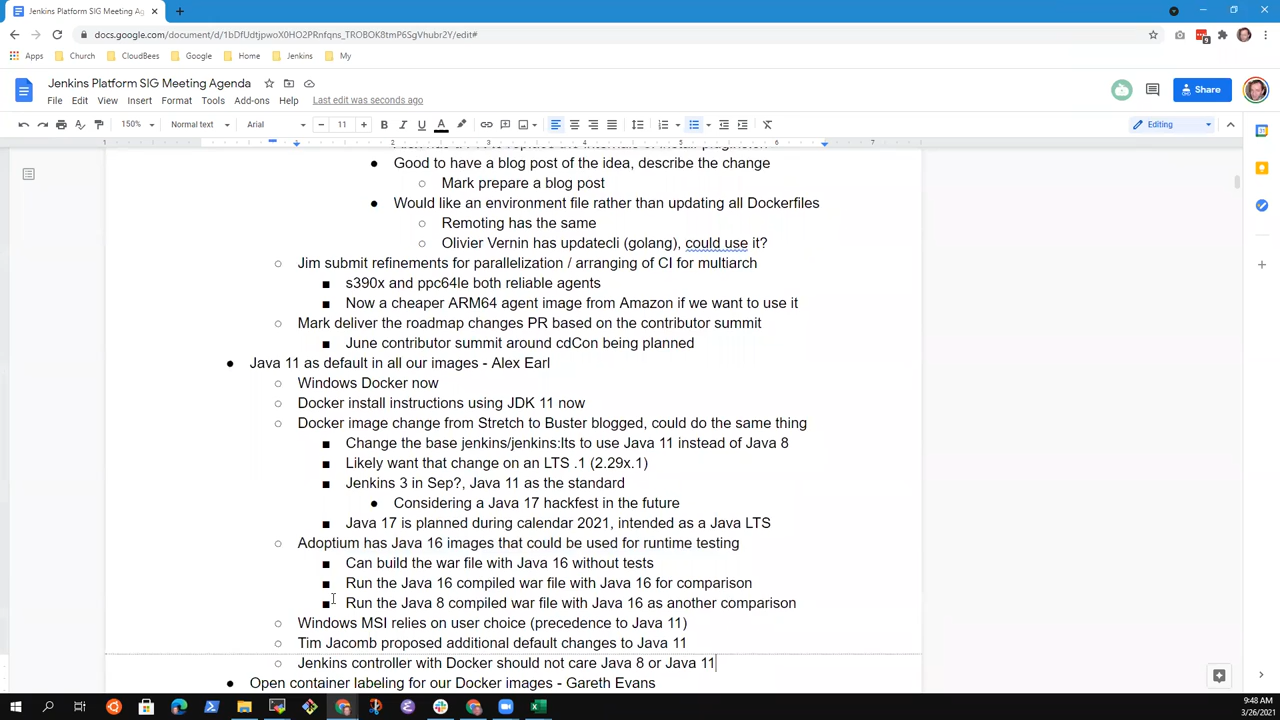 Jenkins Platform SIG Meeting Ag
docs.google.com/document/d/1bDfUdtjpwoX0HO2PRnfqns_TROBOK8tmP6SgVhubr2Y/edit#
Apps Church CloudBees Google Home Jenkins My
Jenkins Platform SIG Meeting Agenda
File Edit View Insert Format Tools Add-ons Help Last edit was seconds ago
Share
150% Normal text Arial 11 Editing
1 2 3 4 5 6 7
Good to have a blog post of the idea, describe the change
Mark prepare a blog post
Would like an environment file rather than updating all Dockerfiles
Remoting has the same
Olivier Vernin has updatecli (golang), could use it?
Jim submit refinements for parallelization / arranging of CI for multiarch
s390x and ppc64le both reliable agents
Now a cheaper ARM64 agent image from Amazon if we want to use it
Mark deliver the roadmap changes PR based on the contributor summit
June contributor summit around cdCon being planned
Java 11 as default in all our images - Alex Earl
Windows Docker now
Docker install instructions using JDK 11 now
Docker image change from Stretch to Buster blogged, could do the same thing
Change the base jenkins/jenkins:lts to use Java 11 instead of Java 8
Likely want that change on an LTS .1 (2.29x.1)
Jenkins 3 in Sep?, Java 11 as the standard
Considering a Java 17 hackfest in the future
Java 17 is planned during calendar 2021, intended as a Java LTS
Adoptium has Java 16 images that could be used for runtime testing
Can build the war file with Java 16 without tests
Run the Java 16 compiled war file with Java 16 for comparison
Run the Java 8 compiled war file with Java 16 as another comparison
Windows MSI relies on user choice (precedence to Java 11)
Tim Jacomb proposed additional default changes to Java 11
Jenkins controller with Docker should not care Java 8 or Java 11
Open container labeling for our Docker images - Gareth Evans
9:48 AM
3/26/2021